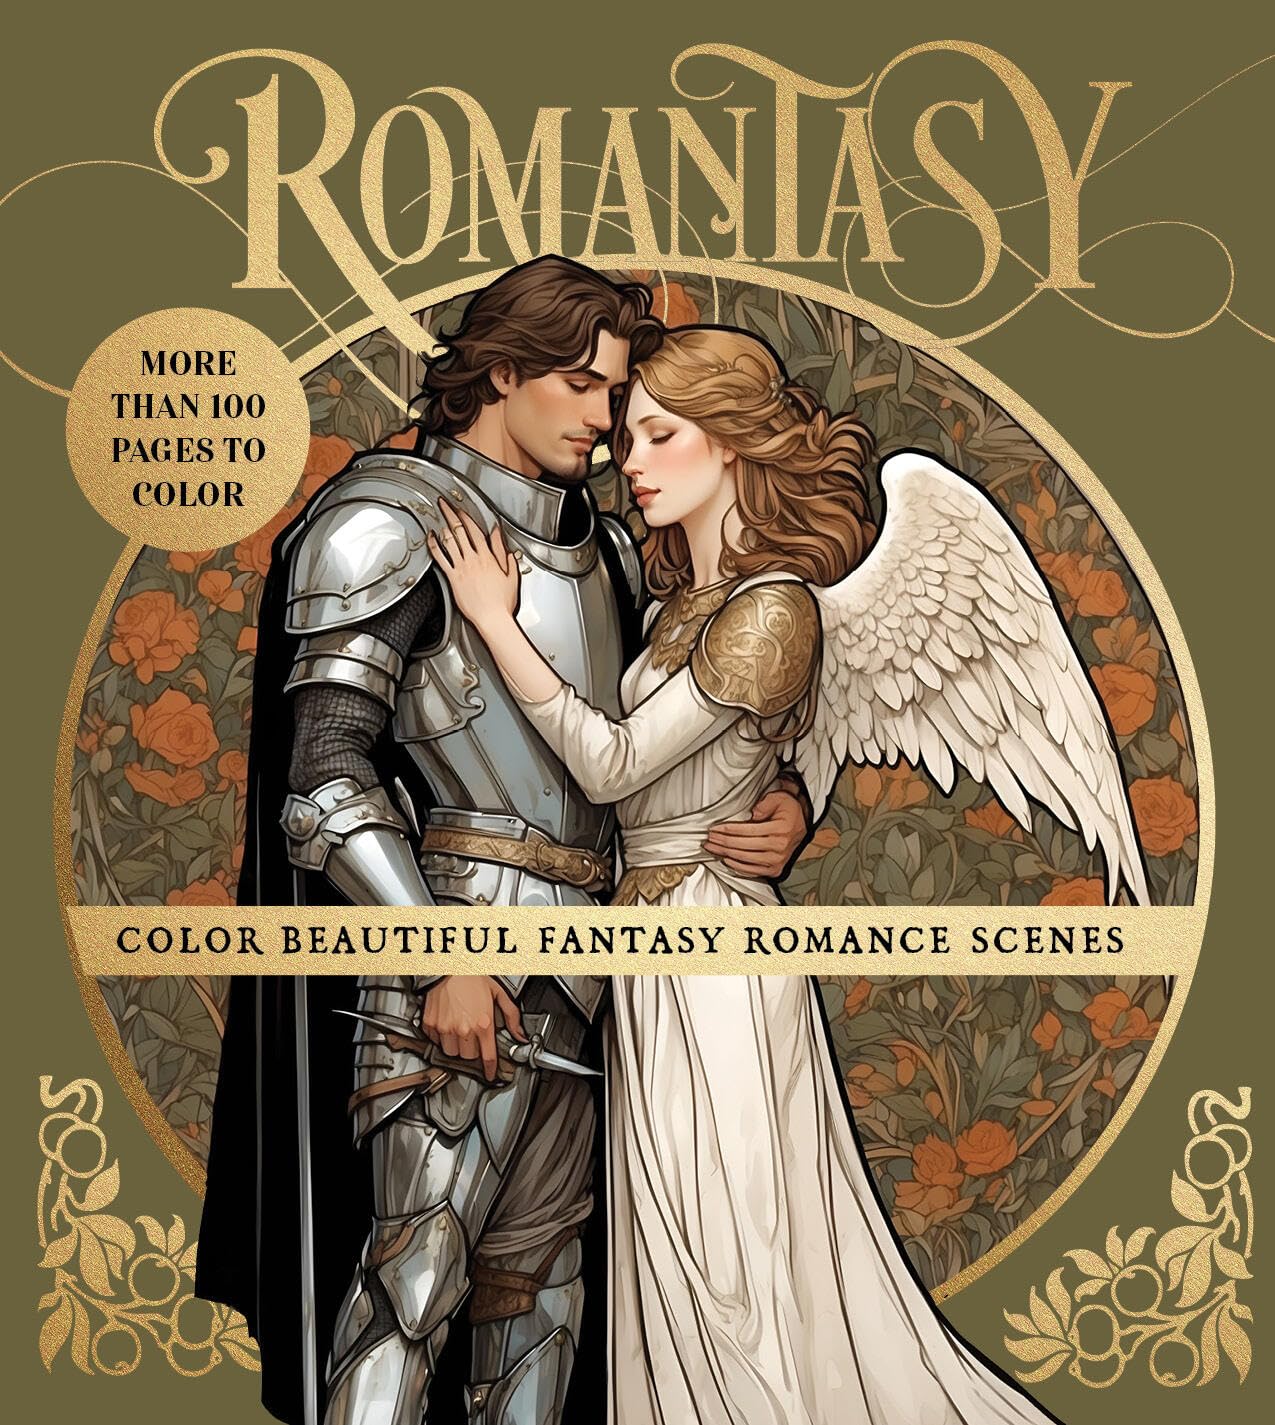 ROMANTASY
MORE
THAN 100
PAGES TO
COLOR
COLOR BEAUTIFUL FANTASY ROMANCE SCENES